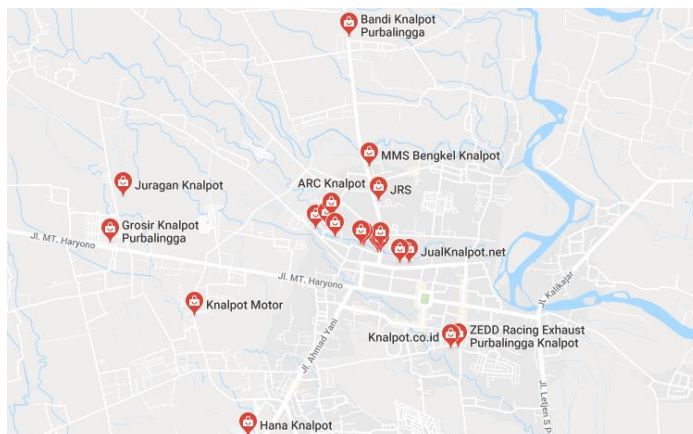 Bandi Knalpot
Purbalingga
MMS Bengkel Knalpot
Juragan Knalpot
ARC Knalpot
JRS
Grosir Knalpot
Purbalingga
Jl. MT. Haryono
JualKnalpot.net
Jl. MT. Haryono
Jl. Kalikajar
Knalpot Motor
Jl. Ahmad Yani
Knalpot.co.id
ZEDD Racing Exhaust
Purbalingga Knalpot
Jl. Letjen S P
Hana Knalpot